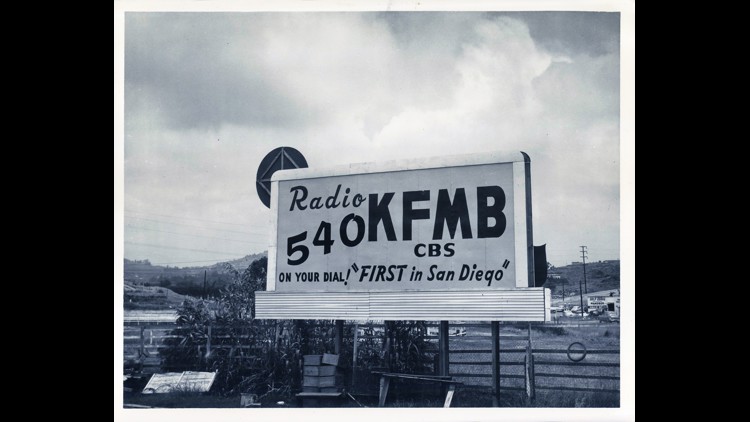 Radio
540 KFMB
CBS
ON YOUR DIAL! "FIRST in San Diego"